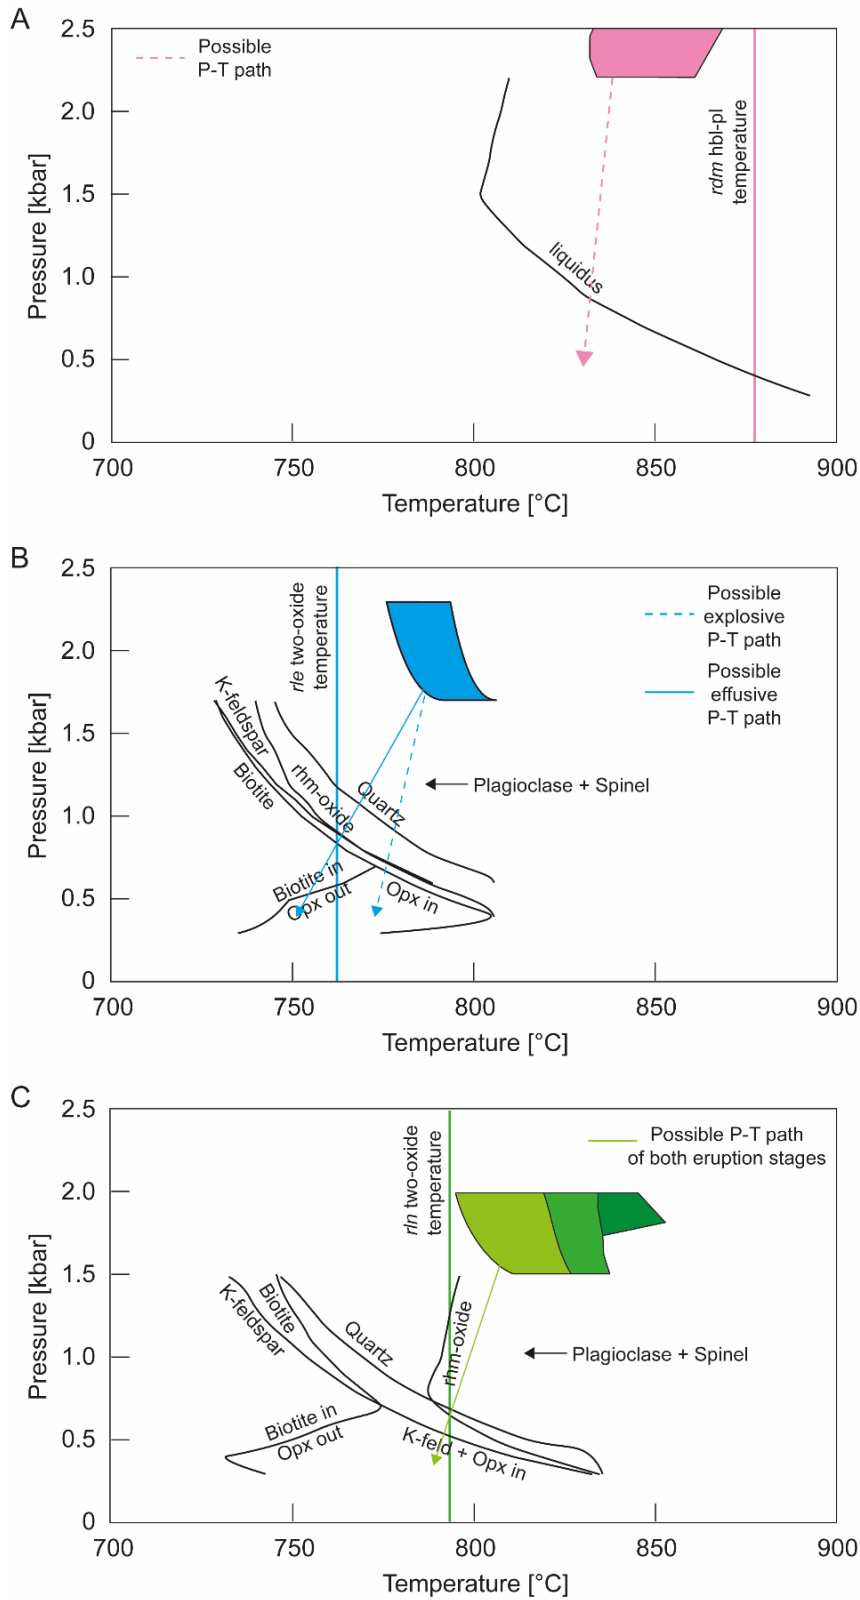 A
Possible
P-T path
2.5
2.0
1.5
1.0
0.5
0
Pressure [kbar]
rdm hbl-pl
temperature
liquidus
700
750
800
850
900
Temperature [°C]
B
2.5
2.0
1.5
1.0
0.5
0
Pressure [kbar]
rle two-oxide
temperature
Possible
explosive
P-T path
Possible
effusive
P-T path
K-feldspar
Biotite
rhm-oxide
Quartz
Plagioclase + Spinel
Biotite in
Opx out
Opx in
700
750
800
850
900
Temperature [°C]
C
2.5
2.0
1.5
1.0
0.5
0
Pressure [kbar]
rln two-oxide
temperature
Possible P-T path
of both eruption stages
K-feldspar
Biotite
Quartz
rhm-oxide
Plagioclase + Spinel
Biotite in
Opx out
K-feld + Opx in
700
750
800
850
900
Temperature [°C]